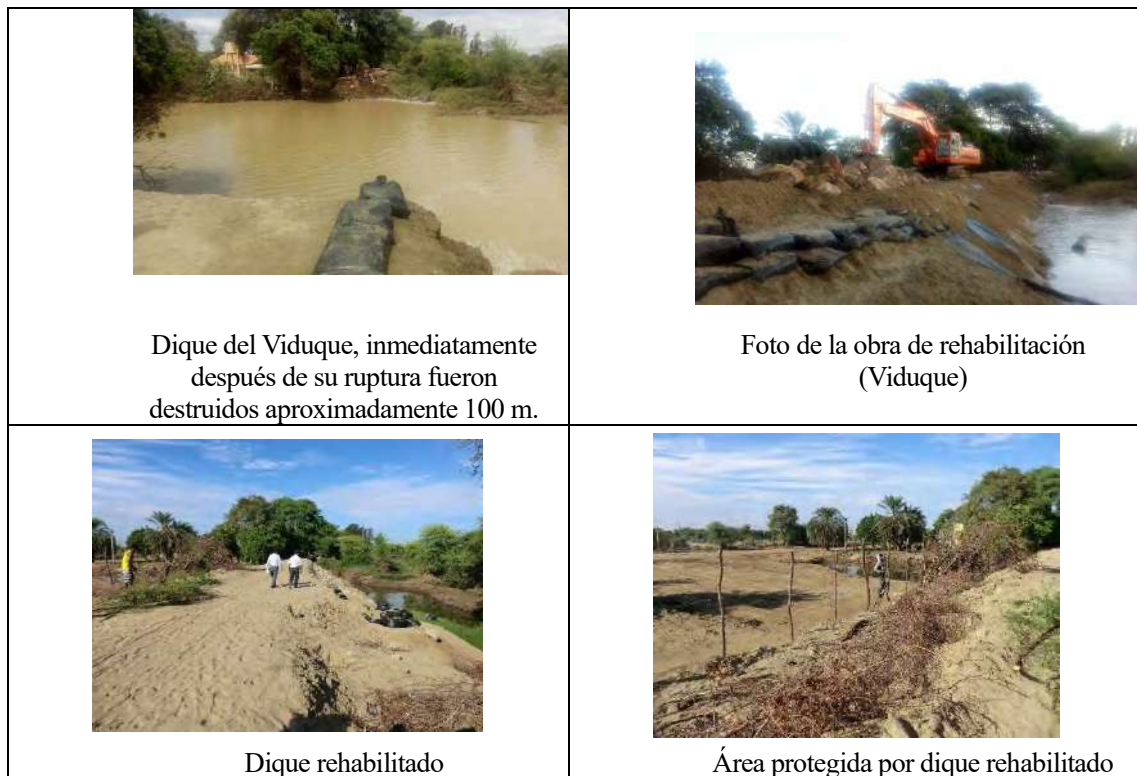 Dique del Viduque, inmediatamente
después de su ruptura fueron
destruidos aproximadamente 100 m.
Foto de la obra de rehabilitación
(Viduque)
Dique rehabilitado
Área protegida por dique rehabilitado